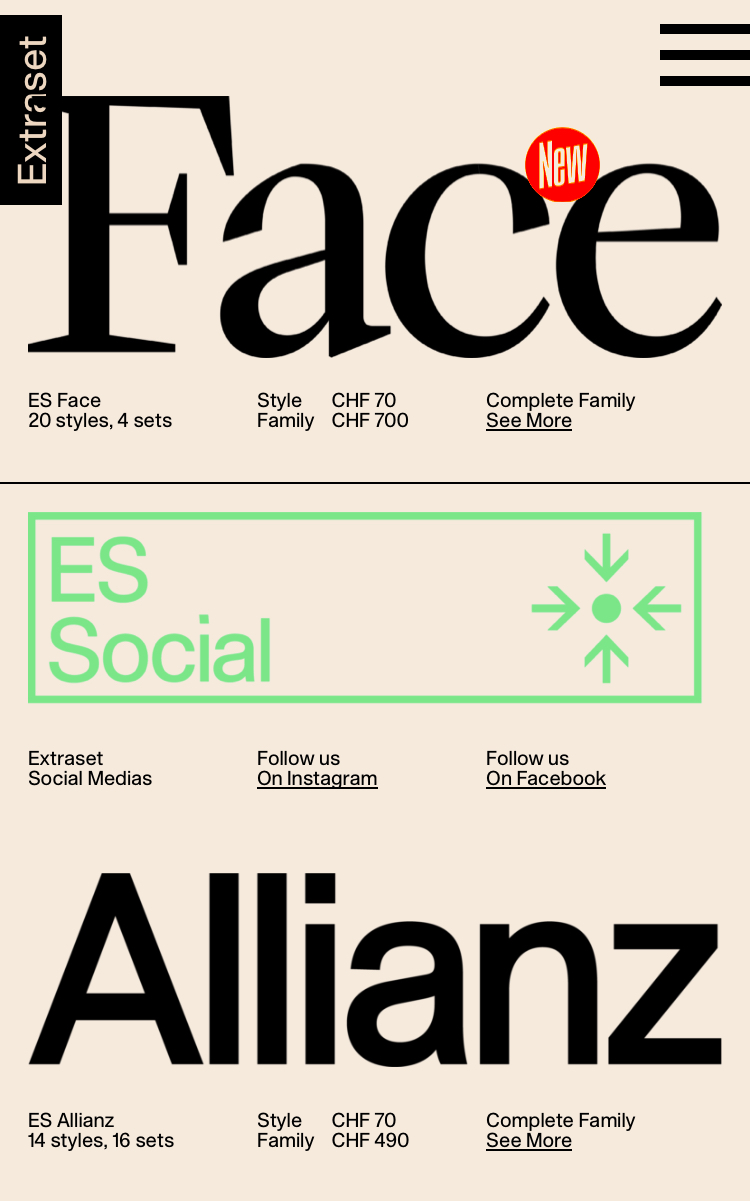 Extraset
Face
New
ES Face
20 styles, 4 sets
Style CHF 70
Family CHF 700
Complete Family
See More
ES
Social
Extraset
Social Medias
Follow us
On Instagram
Follow us
On Facebook
Allianz
ES Allianz
14 styles, 16 sets
Style CHF 70
Family CHF 490
Complete Family
See More